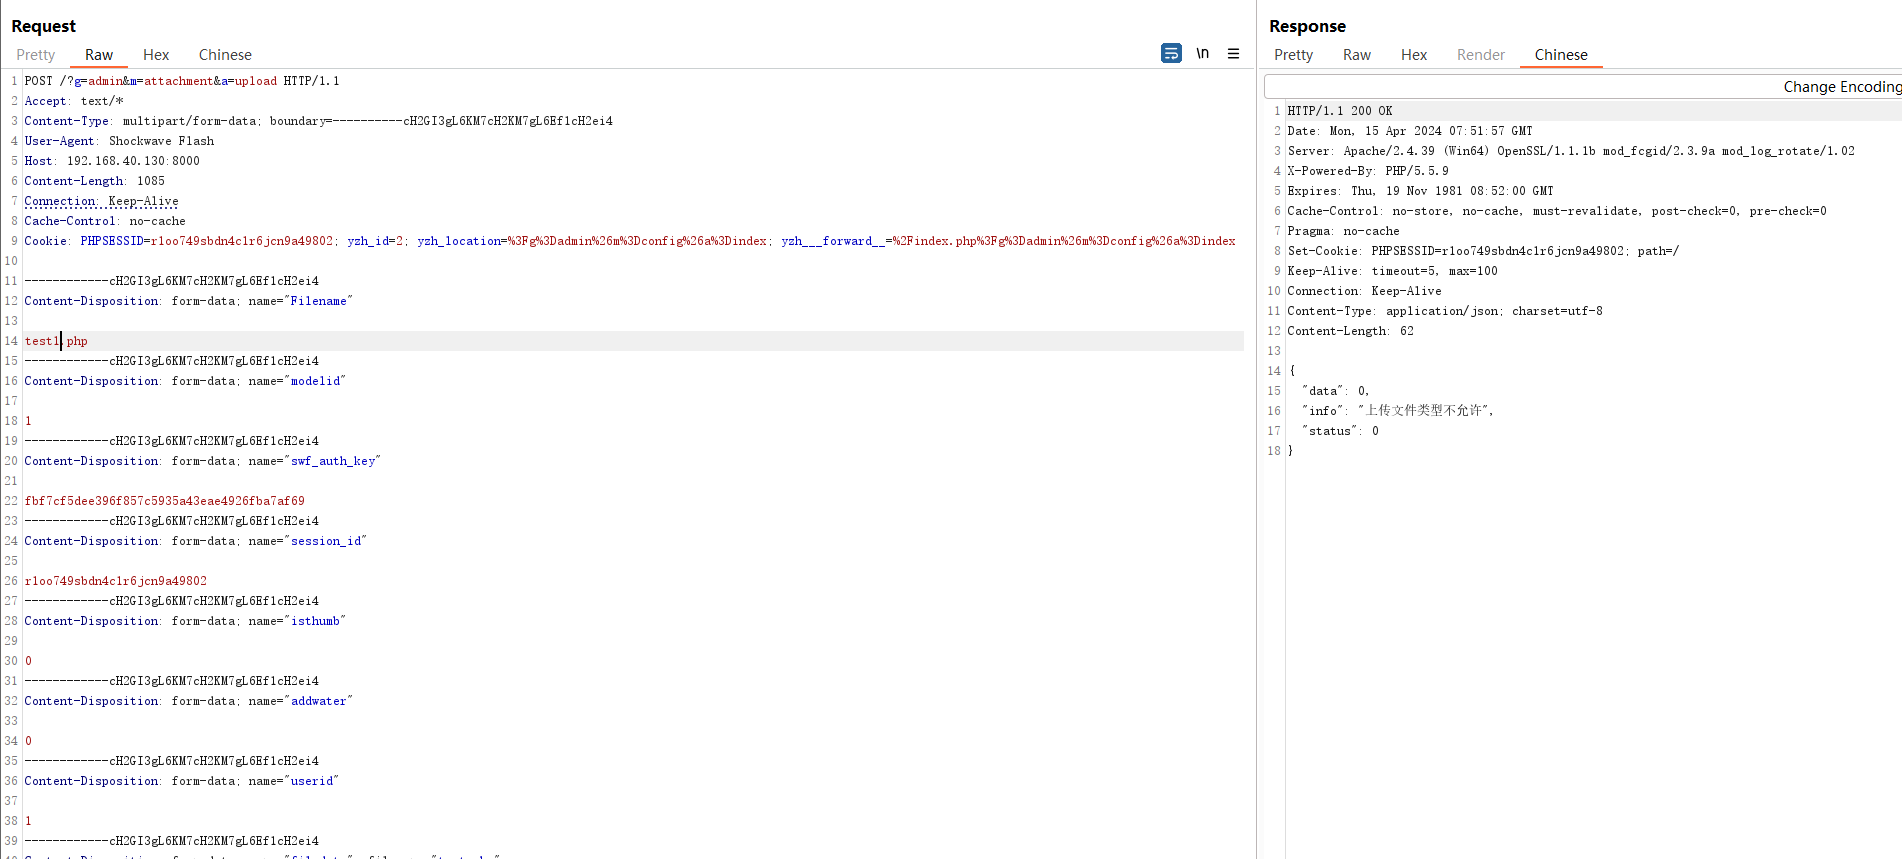 Request
Pretty Raw Hex Chinese
\n
1 POST /?g=admin&m=attachment&a=upload HTTP/1.1
2 Accept: text/*
3 Content-Type: multipart/form-data; boundary=----------cH2GI3gL6KM7cH2KM7gL6Ef1cH2ei4
4 User-Agent: Shockwave Flash
5 Host: 192.168.40.130:8000
6 Content-Length: 1085
7 Connection: Keep-Alive
8 Cache-Control: no-cache
9 Cookie: PHPSESSID=rloo749sbdn4clr6jcn9a49802; yzh_id=2; yzh_location=%3Fg%3Dadmin%26m%3Dconfig%26a%3Dindex; yzh___forward__=%2Findex.php%3Fg%3Dadmin%26m%3Dconfig%26a%3Dindex
10
11 ------------cH2GI3gL6KM7cH2KM7gL6Ef1cH2ei4
12 Content-Disposition: form-data; name="Filename"
13
14 test1.php
15 ------------cH2GI3gL6KM7cH2KM7gL6Ef1cH2ei4
16 Content-Disposition: form-data; name="modelid"
17
18 1
19 ------------cH2GI3gL6KM7cH2KM7gL6Ef1cH2ei4
20 Content-Disposition: form-data; name="swf_auth_key"
21
22 fbf7cf5dee396f857c5935a43eae4926fba7af69
23 ------------cH2GI3gL6KM7cH2KM7gL6Ef1cH2ei4
24 Content-Disposition: form-data; name="session_id"
25
26 rloo749sbdn4clr6jcn9a49802
27 ------------cH2GI3gL6KM7cH2KM7gL6Ef1cH2ei4
28 Content-Disposition: form-data; name="isthumb"
29
30 0
31 ------------cH2GI3gL6KM7cH2KM7gL6Ef1cH2ei4
32 Content-Disposition: form-data; name="addwater"
33
34 0
35 ------------cH2GI3gL6KM7cH2KM7gL6Ef1cH2ei4
36 Content-Disposition: form-data; name="userid"
37
38 1
39 ------------cH2GI3gL6KM7cH2KM7gL6Ef1cH2ei4
Response
Pretty Raw Hex Render Chinese
Change Encoding
1 HTTP/1.1 200 OK
2 Date: Mon, 15 Apr 2024 07:51:57 GMT
3 Server: Apache/2.4.39 (Win64) OpenSSL/1.1.1b mod_fcgid/2.3.9a mod_log_rotate/1.02
4 X-Powered-By: PHP/5.5.9
5 Expires: Thu, 19 Nov 1981 08:52:00 GMT
6 Cache-Control: no-store, no-cache, must-revalidate, post-check=0, pre-check=0
7 Pragma: no-cache
8 Set-Cookie: PHPSESSID=rloo749sbdn4clr6jcn9a49802; path=/
9 Keep-Alive: timeout=5, max=100
10 Connection: Keep-Alive
11 Content-Type: application/json; charset=utf-8
12 Content-Length: 62
13
14 {
15 "data": 0,
16 "info": "上传文件类型不允许",
17 "status": 0
18 }